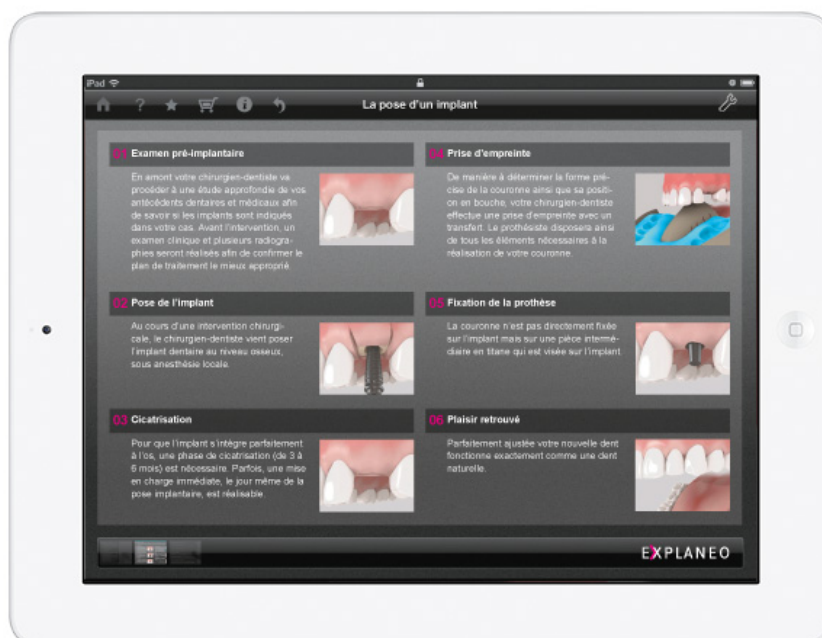 iPad
La pose d'un implant
01 Examen pré-implantaire
En amont votre chirurgien-dentiste va
procéder à une étude approfondie de vos
antécédents dentaires et médicaux afin
de savoir si les implants sont indiqués
dans votre cas. Avant l'intervention, un
examen clinique et plusieurs radiogra-
phies seront réalisés afin de confirmer le
plan de traitement le mieux approprié.
02 Pose de l'implant
Au cours d'une intervention chirurgi-
cale, le chirurgien-dentiste vient poser
l'implant dentaire au niveau osseux,
sous anesthésie locale.
03 Cicatrisation
Pour que l'implant s'intègre parfaitement
à l'os, une phase de cicatrisation (de 3 à
6 mois) est nécessaire. Parfois, une mise
en charge immédiate, le jour même de la
pose implantaire, est réalisable.
04 Prise d'empreinte
De manière à déterminer la forme pré-
cise de la couronne ainsi que sa positi-
on en bouche, votre chirurgien-dentiste
effectue une prise d'empreinte avec un
transfert. Le prothésiste disposera ainsi
de tous les éléments nécessaires à la
réalisation de votre couronne.
05 Fixation de la prothèse
La couronne n'est pas directement fixée
sur l'implant mais sur une pièce intermé-
diaire en titane qui est visée sur l'implant.
06 Plaisir retrouvé
Parfaitement ajustée votre nouvelle dent
fonctionne exactement comme une dent
naturelle.
EXPLANEO